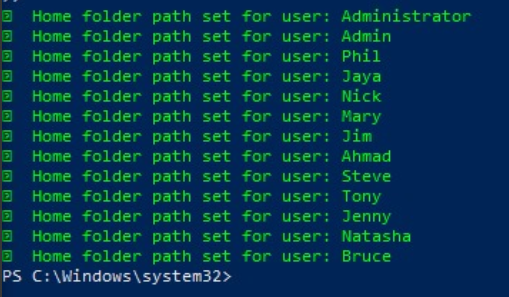 Home folder path set for user: Administrator
Home folder path set for user: Admin
Home folder path set for user: Phil
Home folder path set for user: Jaya
Home folder path set for user: Nick
Home folder path set for user: Mary
Home folder path set for user: Jim
Home folder path set for user: Ahmad
Home folder path set for user: Steve
Home folder path set for user: Tony
Home folder path set for user: Jenny
Home folder path set for user: Natasha
Home folder path set for user: Bruce
PS C:\Windows\system32>